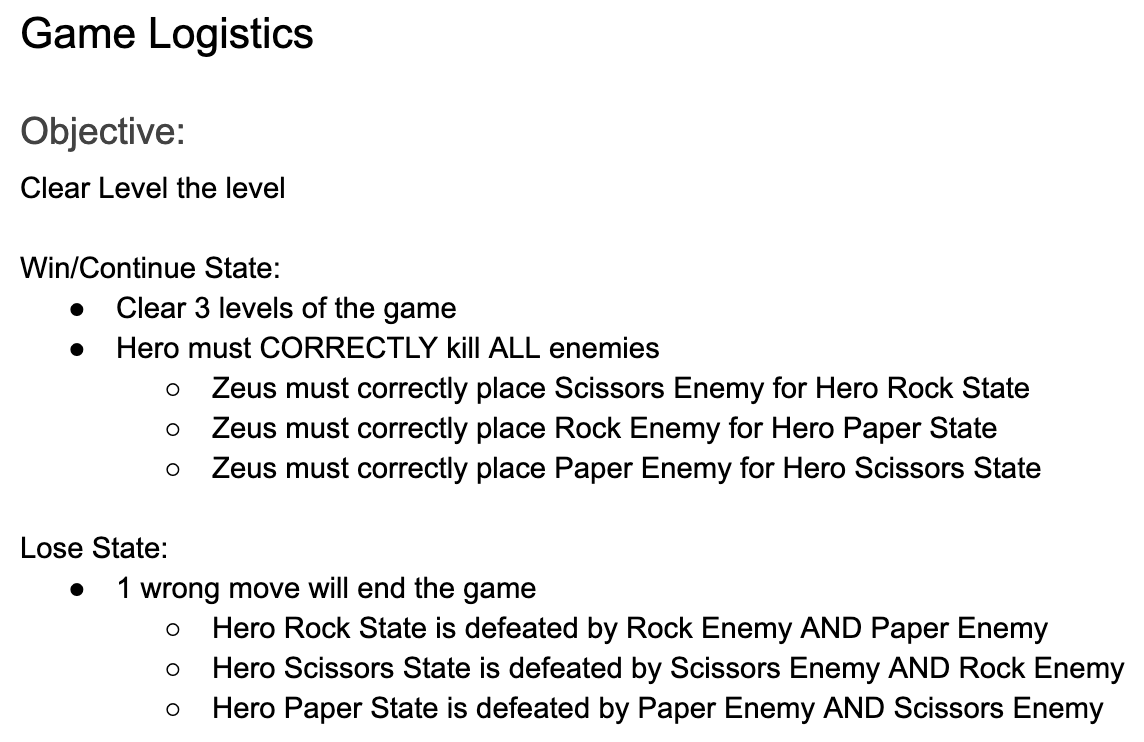 Game Logistics
Objective:
Clear Level the level
Win/Continue State:
● Clear 3 levels of the game
● Hero must CORRECTLY kill ALL enemies
○ Zeus must correctly place Scissors Enemy for Hero Rock State
○ Zeus must correctly place Rock Enemy for Hero Paper State
○ Zeus must correctly place Paper Enemy for Hero Scissors State
Lose State:
● 1 wrong move will end the game
○ Hero Rock State is defeated by Rock Enemy AND Paper Enemy
○ Hero Scissors State is defeated by Scissors Enemy AND Rock Enemy
○ Hero Paper State is defeated by Paper Enemy AND Scissors Enemy